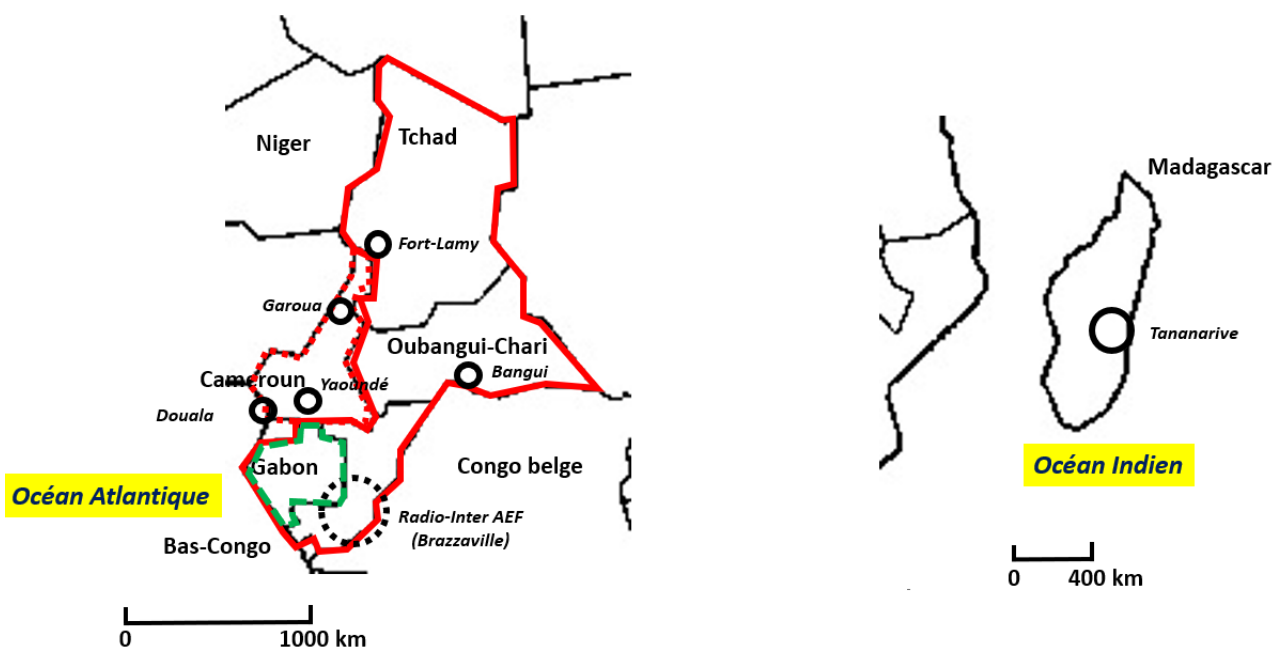 Niger
Tchad
Madagascar
Fort-Lamy
Garoua
Tananarive
Oubangui-Chari
Bangui
Cameroun
Yaoundé
Douala
Gabon
Congo belge
Océan Indien
Océan Atlantique
Radio-Inter AEF
(Brazzaville)
Bas-Congo
0 400 km
0 1000 km